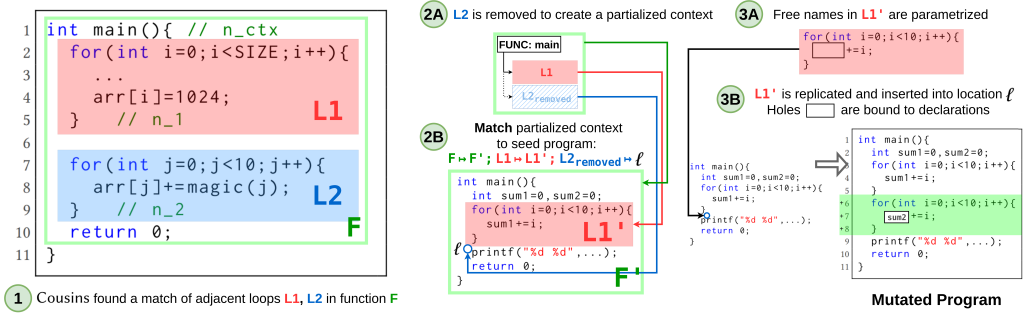 1 int main(){ // n_ctx
2 for(int i=0;i<SIZE;i++){
3 ...
4 arr[i]=1024;
5 } // n_1
L1
6
7 for(int j=0;j<10;j++){
8 arr[j]+=magic(j);
9 } // n_2
L2
10 return 0;
F
11 }
1 Cousins found a match of adjacent loops L1, L2 in function F
2A L2 is removed to create a partialized context
FUNC: main
L1
L2removed
2B Match partialized context
to seed program:
F↦F'; L1↦L1'; L2removed↦ℓ
int main(){
int sum1=0,sum2=0;
for(int i=0;i<10;i++){
sum1+=i;
}
L1'
ℓ printf("%d %d",...);
return 0;
}
F'
3A Free names in L1' are parametrized
for(int i=0;i<10;i++){
+=i;
}
3B L1' is replicated and inserted into location ℓ
Holes are bound to declarations
int main(){
int sum1=0,sum2=0;
for(int i=0;i<10;i++){
sum1+=i;
}
printf("%d %d",...);
return 0;
}
1 int main(){
2 int sum1=0,sum2=0;
3 for(int i=0;i<10;i++){
4 sum1+=i;
5 }
+6 for(int i=0;i<10;i++){
+7 sum2 +=i;
+8 }
9 printf("%d %d",...);
10 return 0;
11 }
Mutated Program